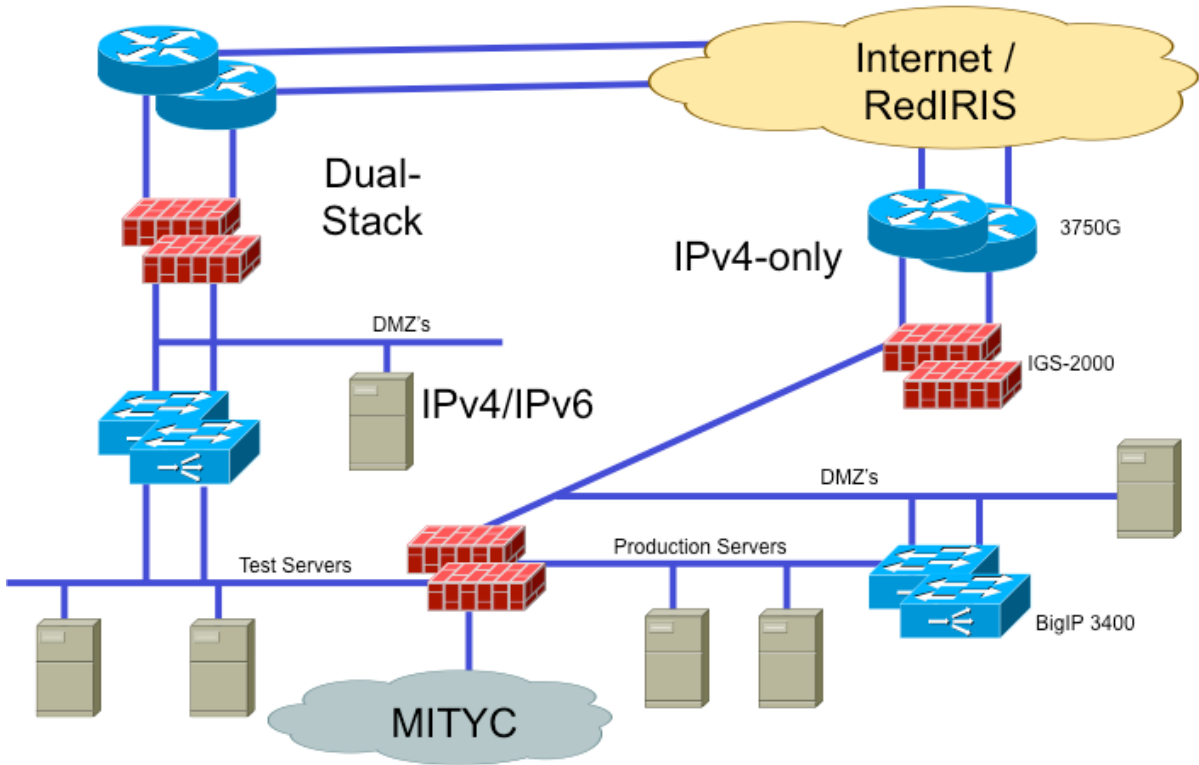 Internet /
RedIRIS
Dual-
Stack
3750G
IPv4-only
DMZ's
IGS-2000
IPv4/IPv6
DMZ's
Production Servers
Test Servers
BigIP 3400
MITYC